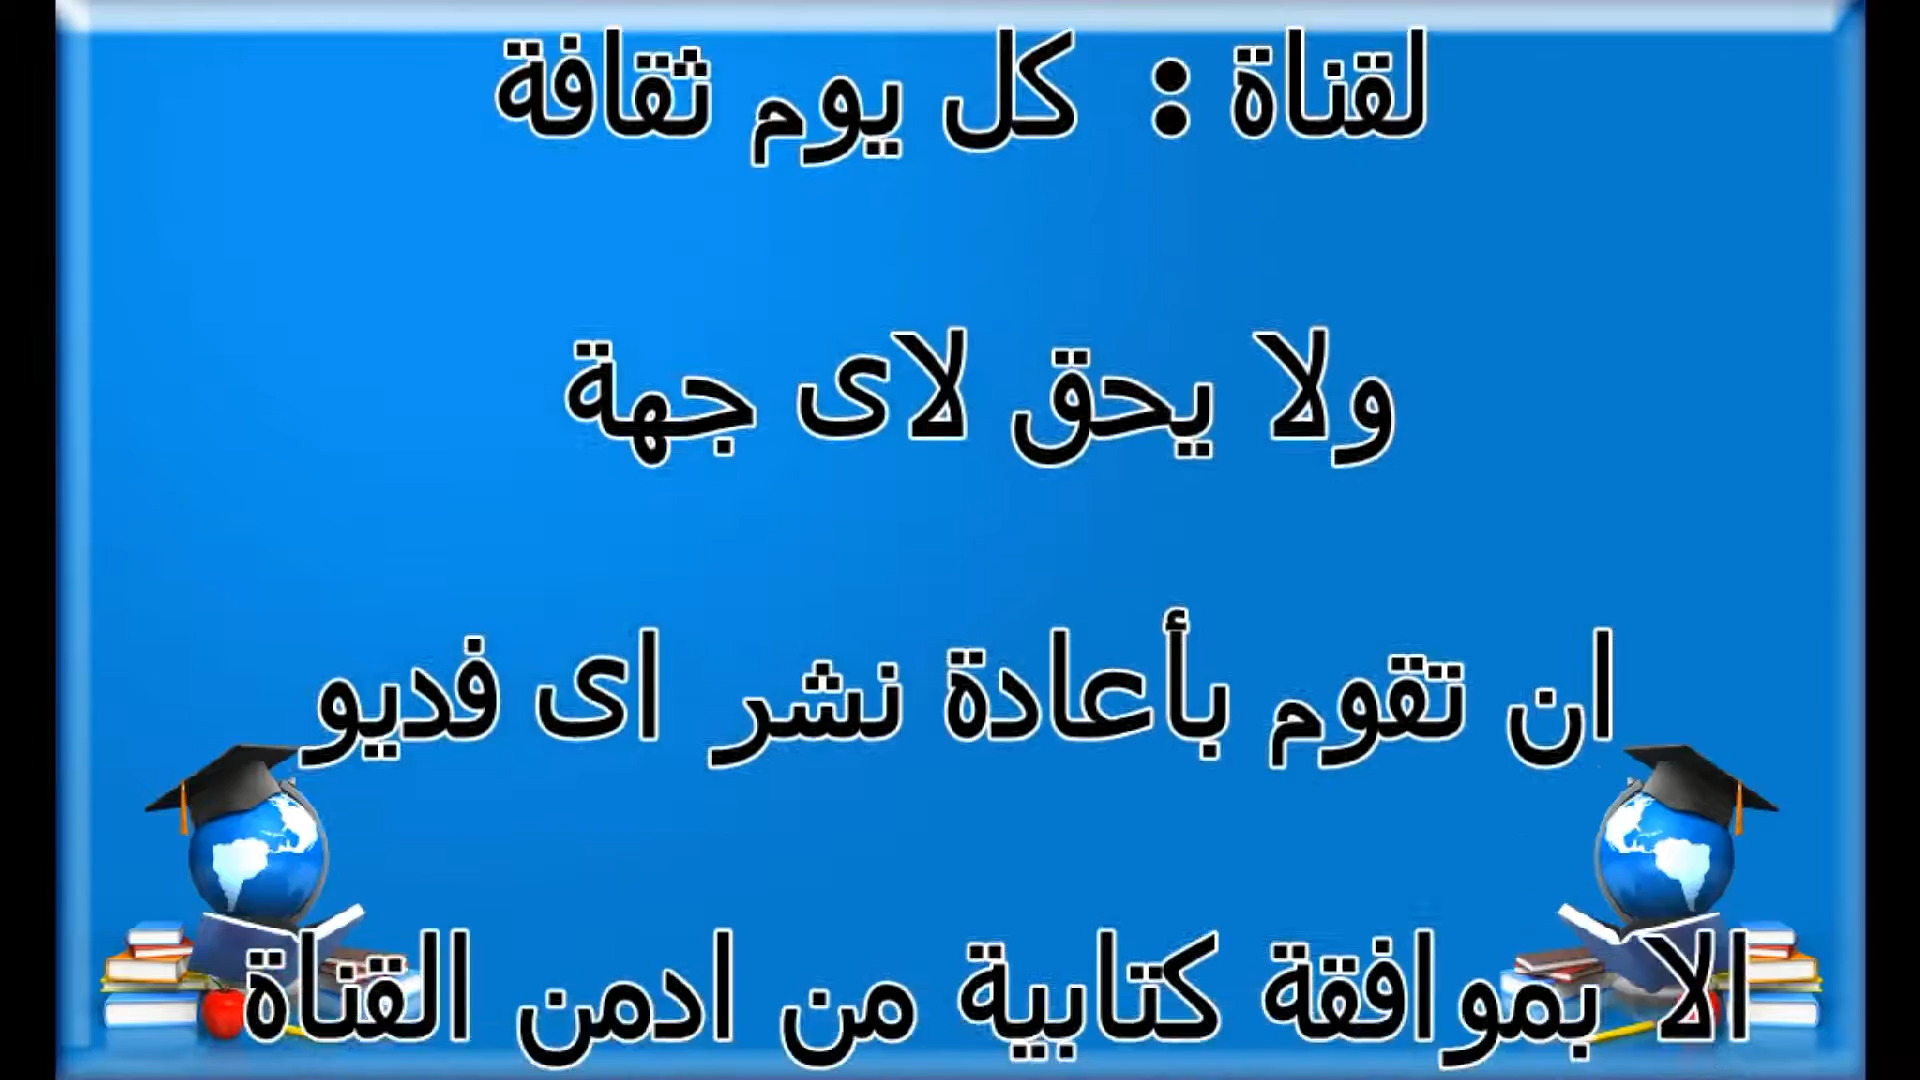 لقناة : كل يوم ثقافة
ولا يحق لاى جهة
ان تقوم بأعادة نشر اى فديو
الا بموافقة كتابية من ادمن القناة